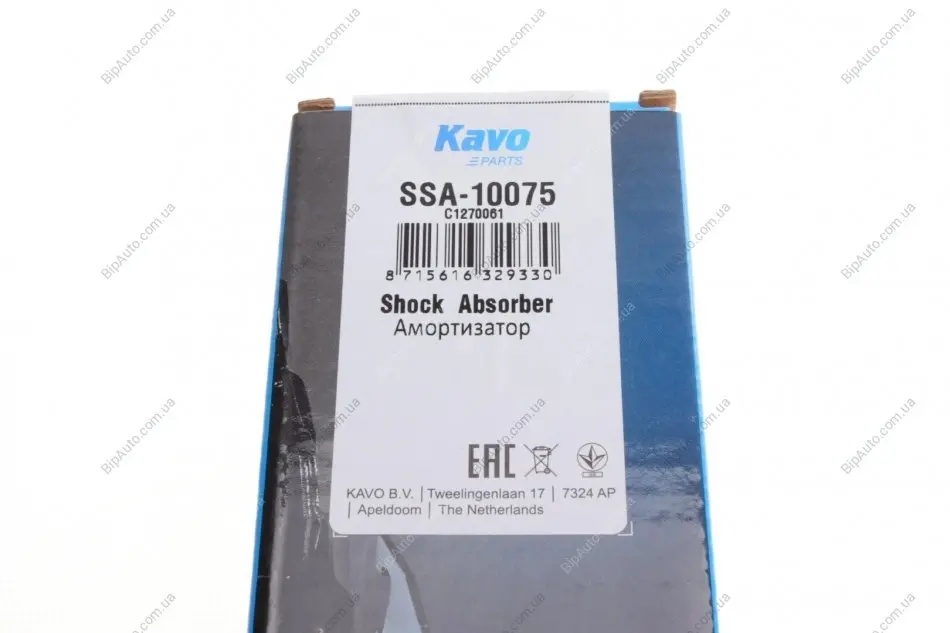 Kavo
PARTS
SSA-10075
C1270061
8 715616 329330
Shock Absorber
Амортизатор
EAC
KAVO B.V. | Tweelingenlaan 17 | 7324 AP
| Apeldoorn | The Netherlands
BipAuto.com.ua